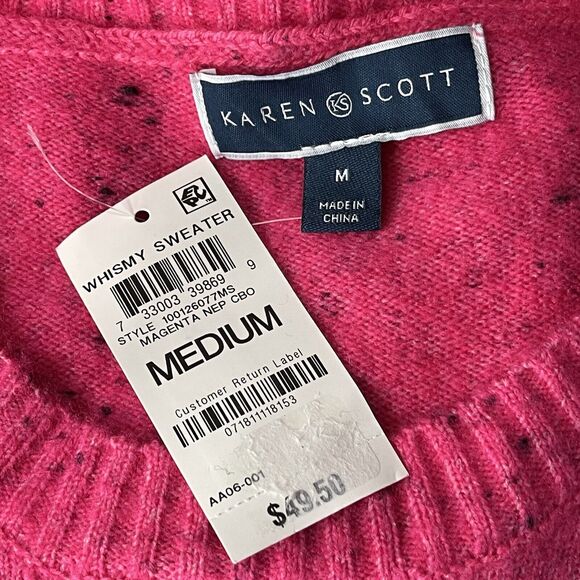 KAREN KS SCOTT
M
MADE IN
CHINA
WHISMY SWEATER
7 33003 39869 9
STYLE 100126077MS
MAGENTA NEP CBO
MEDIUM
Customer Return Label
071811118153
AA06-001
$49.50